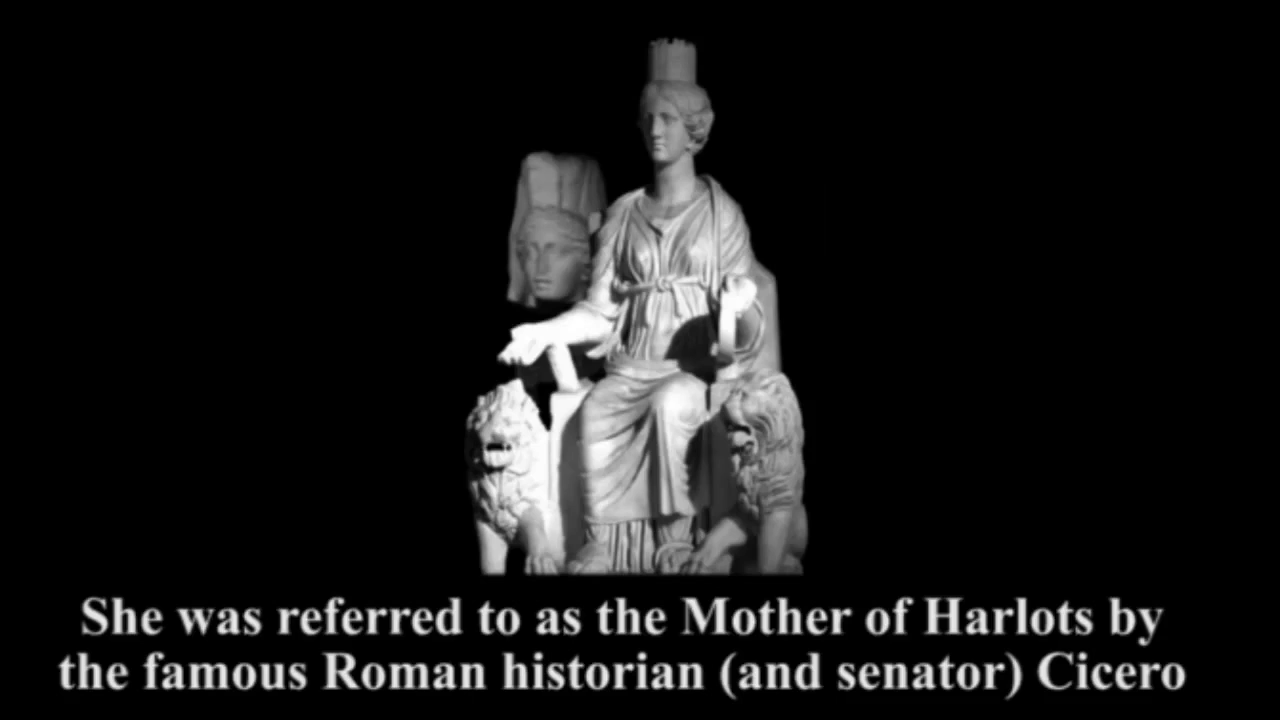 She was referred to as the Mother of Harlots by
the famous Roman historian (and senator) Cicero